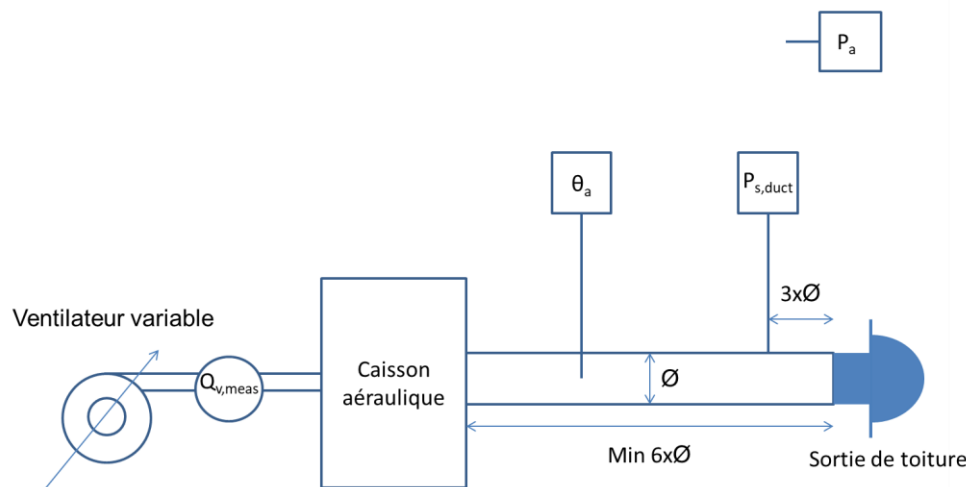 Pa
θa
Ps,duct
3xØ
Ventilateur variable
Qv,meas
Caisson
aéraulique
Ø
Min 6xØ
Sortie de toiture